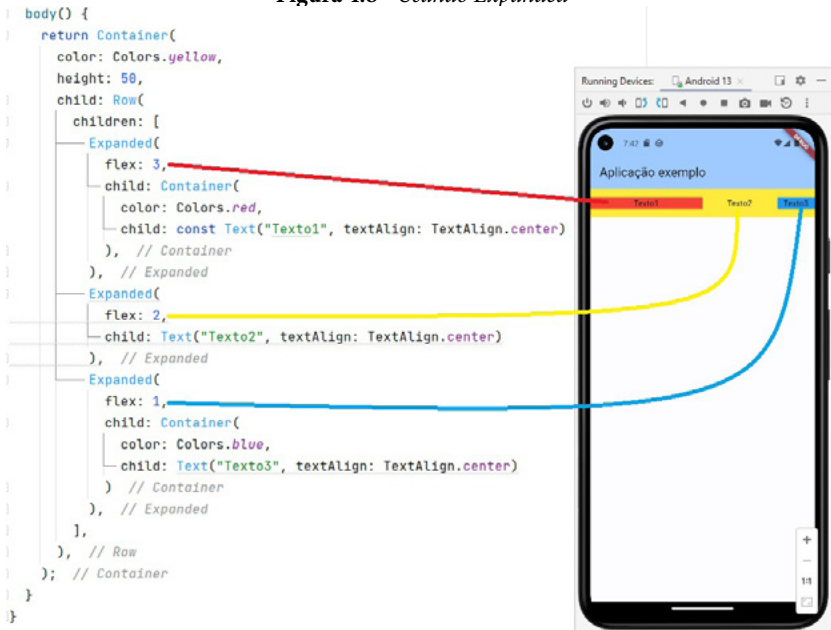 Figura 4.8 - Usando Expanded
body() {
return Container(
color: Colors.yellow,
height: 50,
child: Row(
children: [
Expanded(
flex: 3,
child: Container(
color: Colors.red,
child: const Text("Texto1", textAlign: TextAlign.center)
), // Container
), // Expanded
Expanded(
flex: 2,
child: Text("Texto2", textAlign: TextAlign.center)
), // Expanded
Expanded(
flex: 1,
child: Container(
color: Colors.blue,
child: Text("Texto3", textAlign: TextAlign.center)
) // Container
), // Expanded
],
), // Row
); // Container
}
}
Running Devices: Android 13
7:47
Aplicação exemplo
Texto1 Texto2 Texto3
1:1